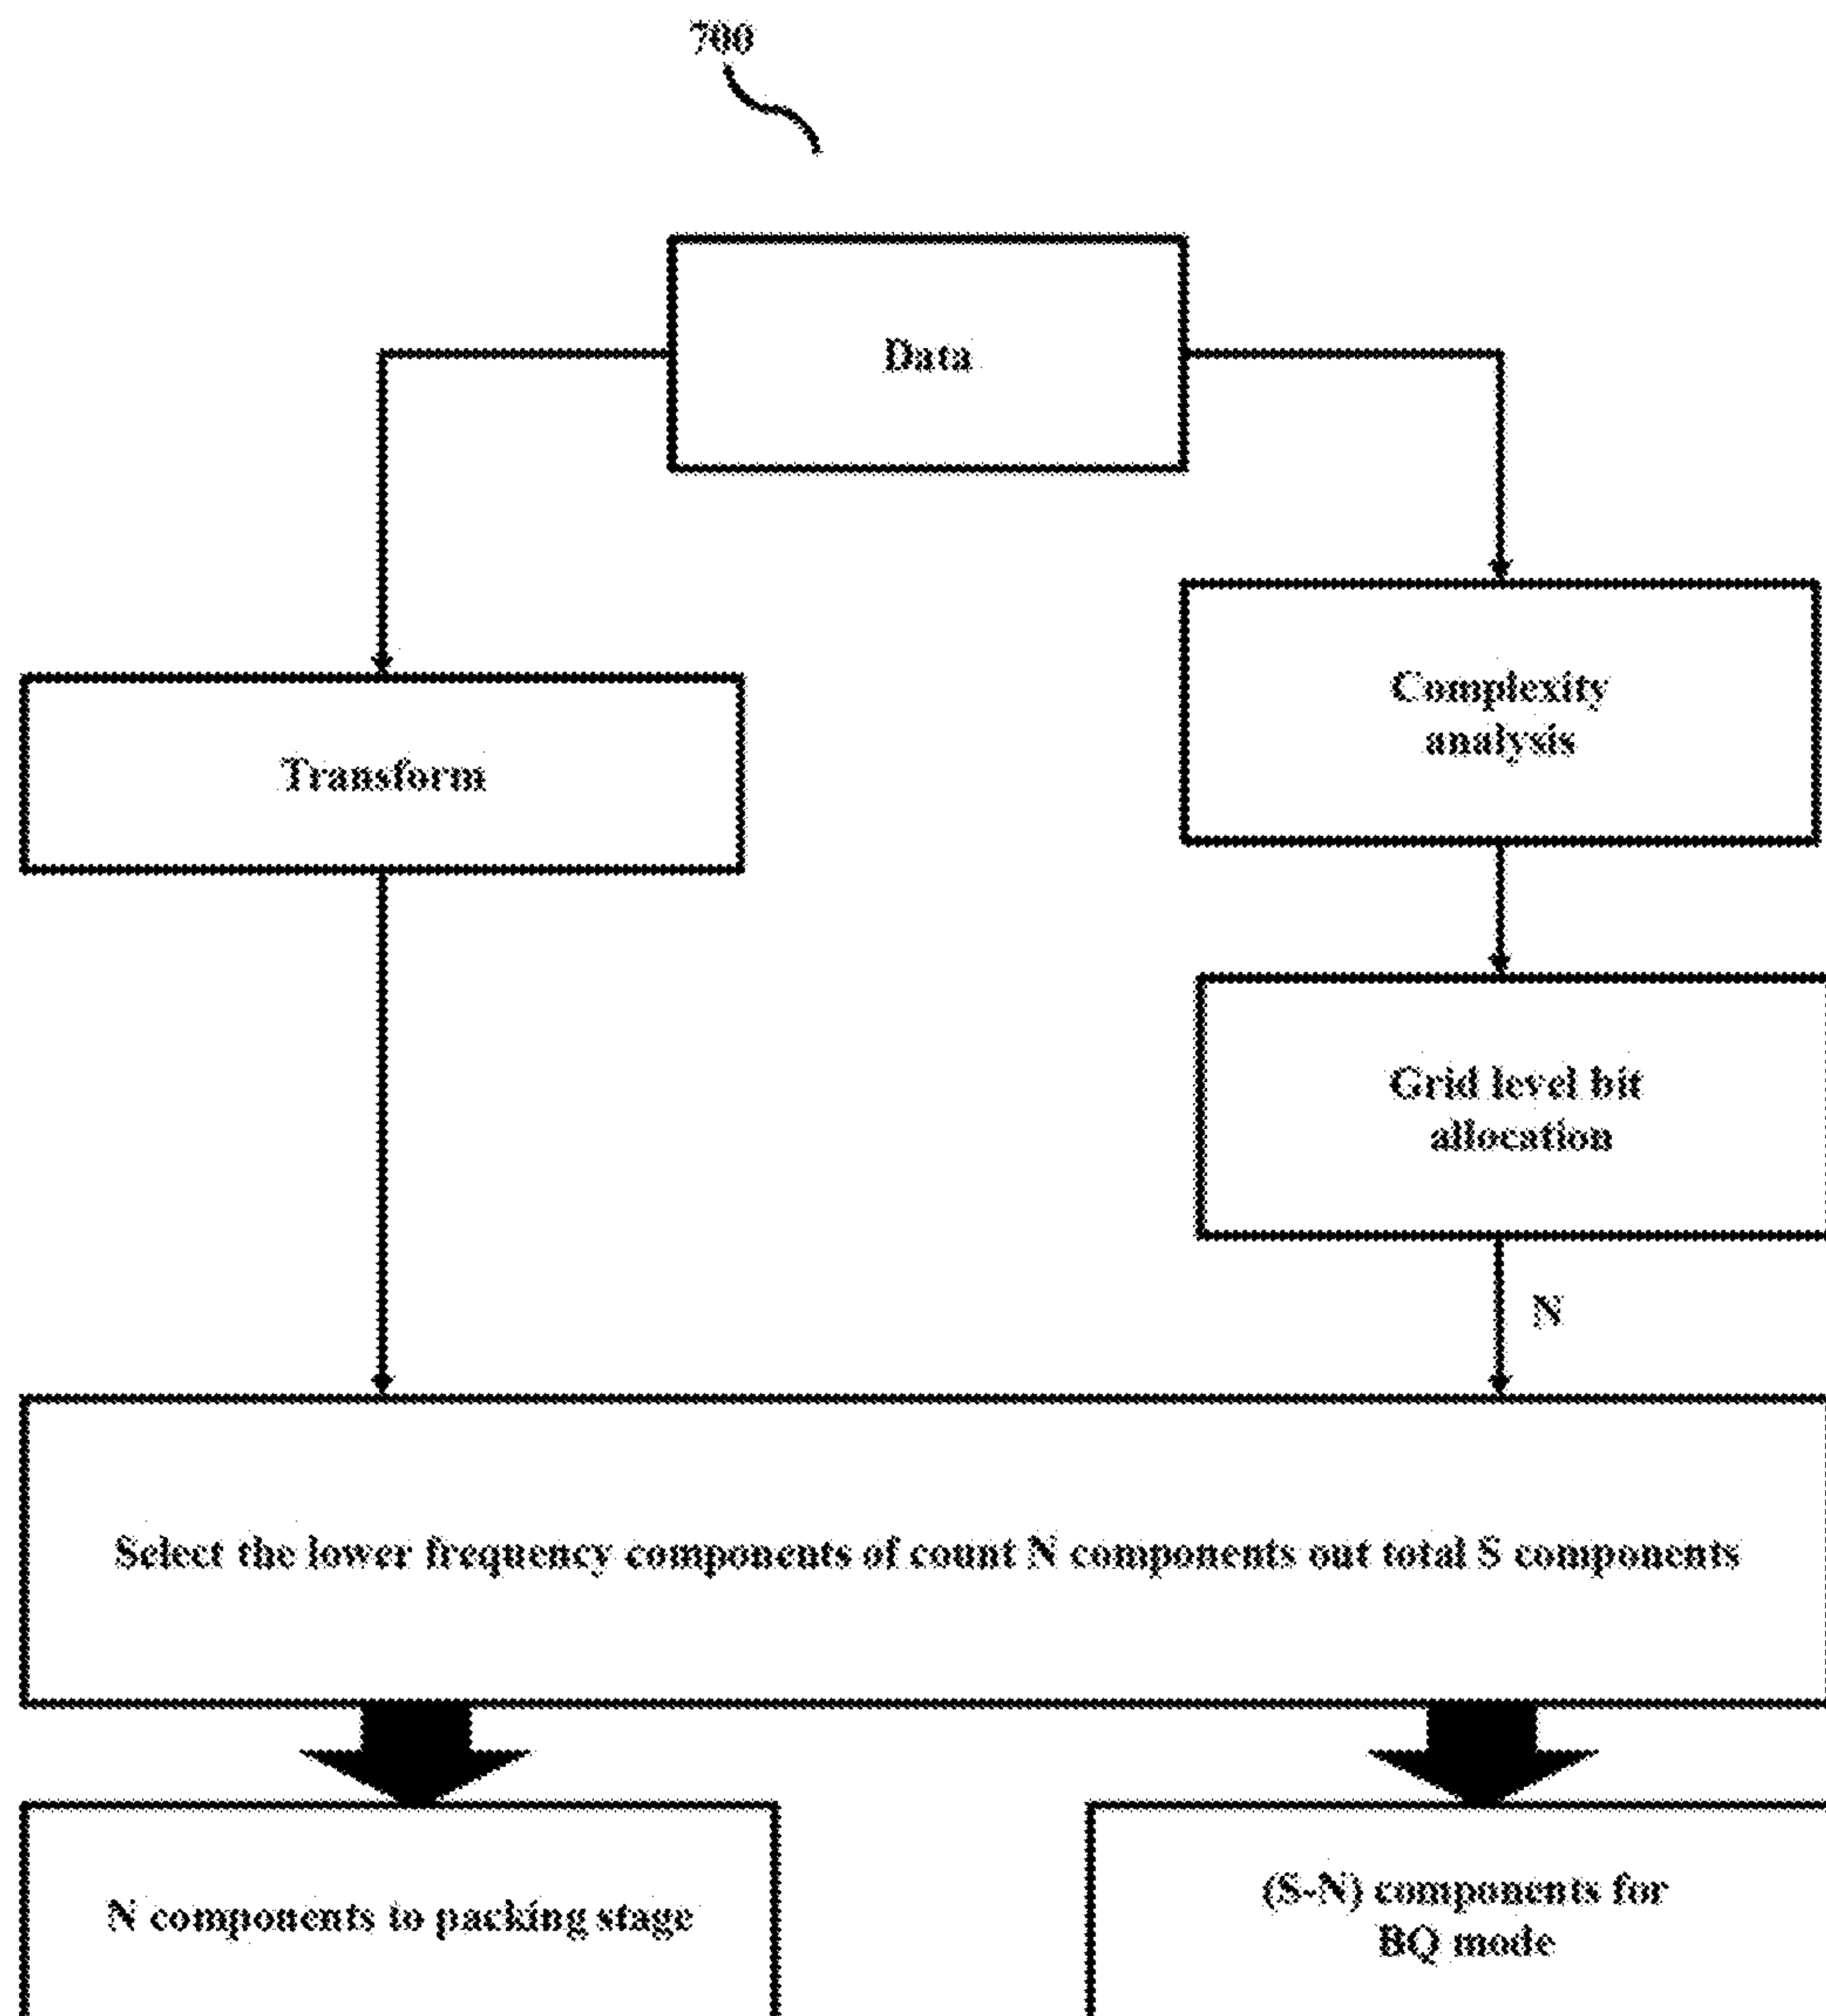 700
Data
Complexity
analysis
Transform
Grid level bit
allocation
N
Select the lower frequency components of count N components out total S components
N components to packing stage
(S-N) components for
BQ mode